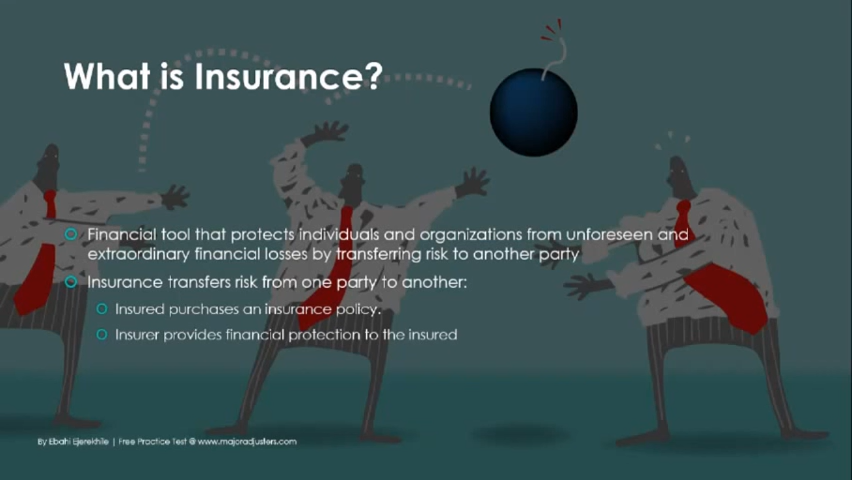 What is Insurance?
Financial tool that protects individuals and organizations from unforeseen and
extraordinary financial losses by transferring risk to another party
Insurance transfers risk from one party to another:
Insured purchases an insurance policy.
Insurer provides financial protection to the insured
By Ebahi Ejerekhile | Free Practice Test @ www.majoradjusters.com